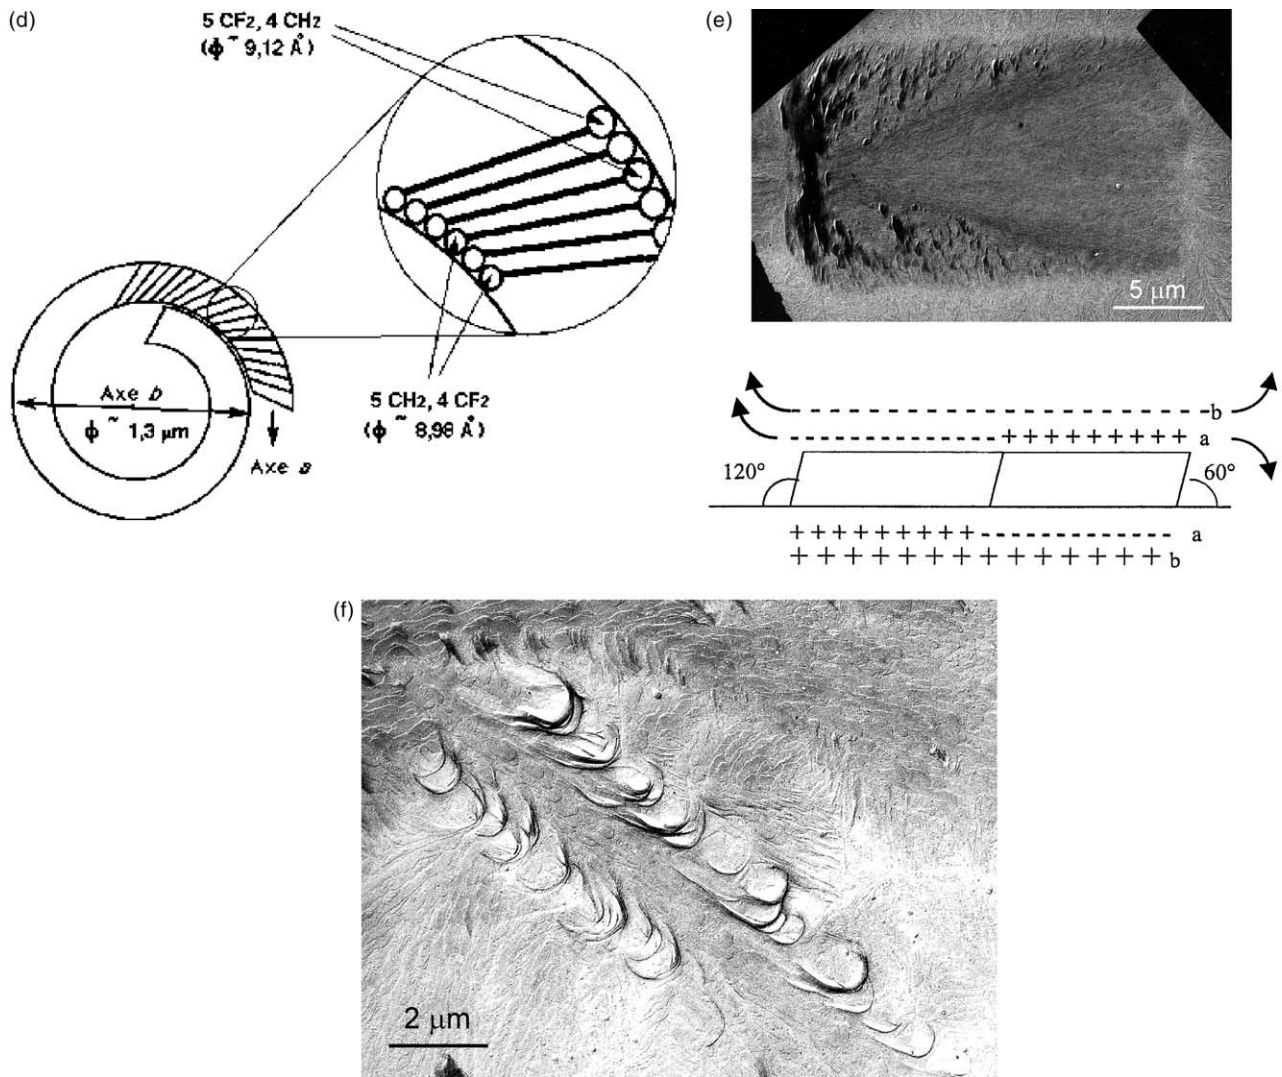 (d)
5 CF2, 4 CH2
(ϕ ~ 9,12 Å)
Axe b
ϕ ~ 1,3 µm
Axe a
5 CH2, 4 CF2
(ϕ ~ 8,98 Å)
(e)
5 µm
- - - - - - - - - - - - - - - - - - - - - - - - - - - - - b
- - - - - - - - - - - - - - + + + + + + + + + a
120°
60°
+ + + + + + + + + - - - - - - - - - - - - - a
+ + + + + + + + + + + + + + b
(f)
2 µm